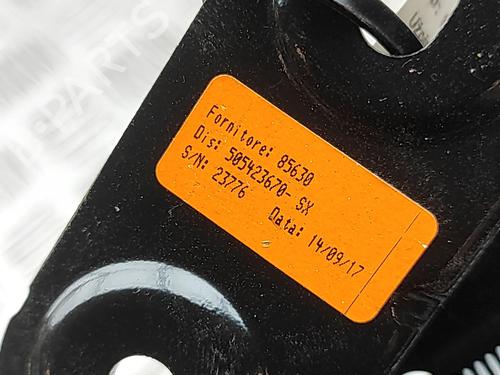 Fornitore: 85630
Dis: 505423670- SX
S/N: 23776 Data: 14/09/17